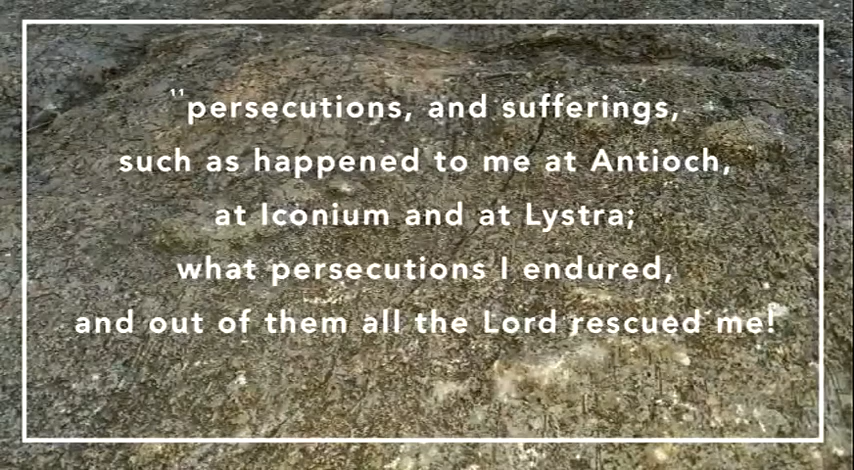 ¹¹persecutions, and sufferings,
such as happened to me at Antioch,
at Iconium and at Lystra;
what persecutions I endured,
and out of them all the Lord rescued me!